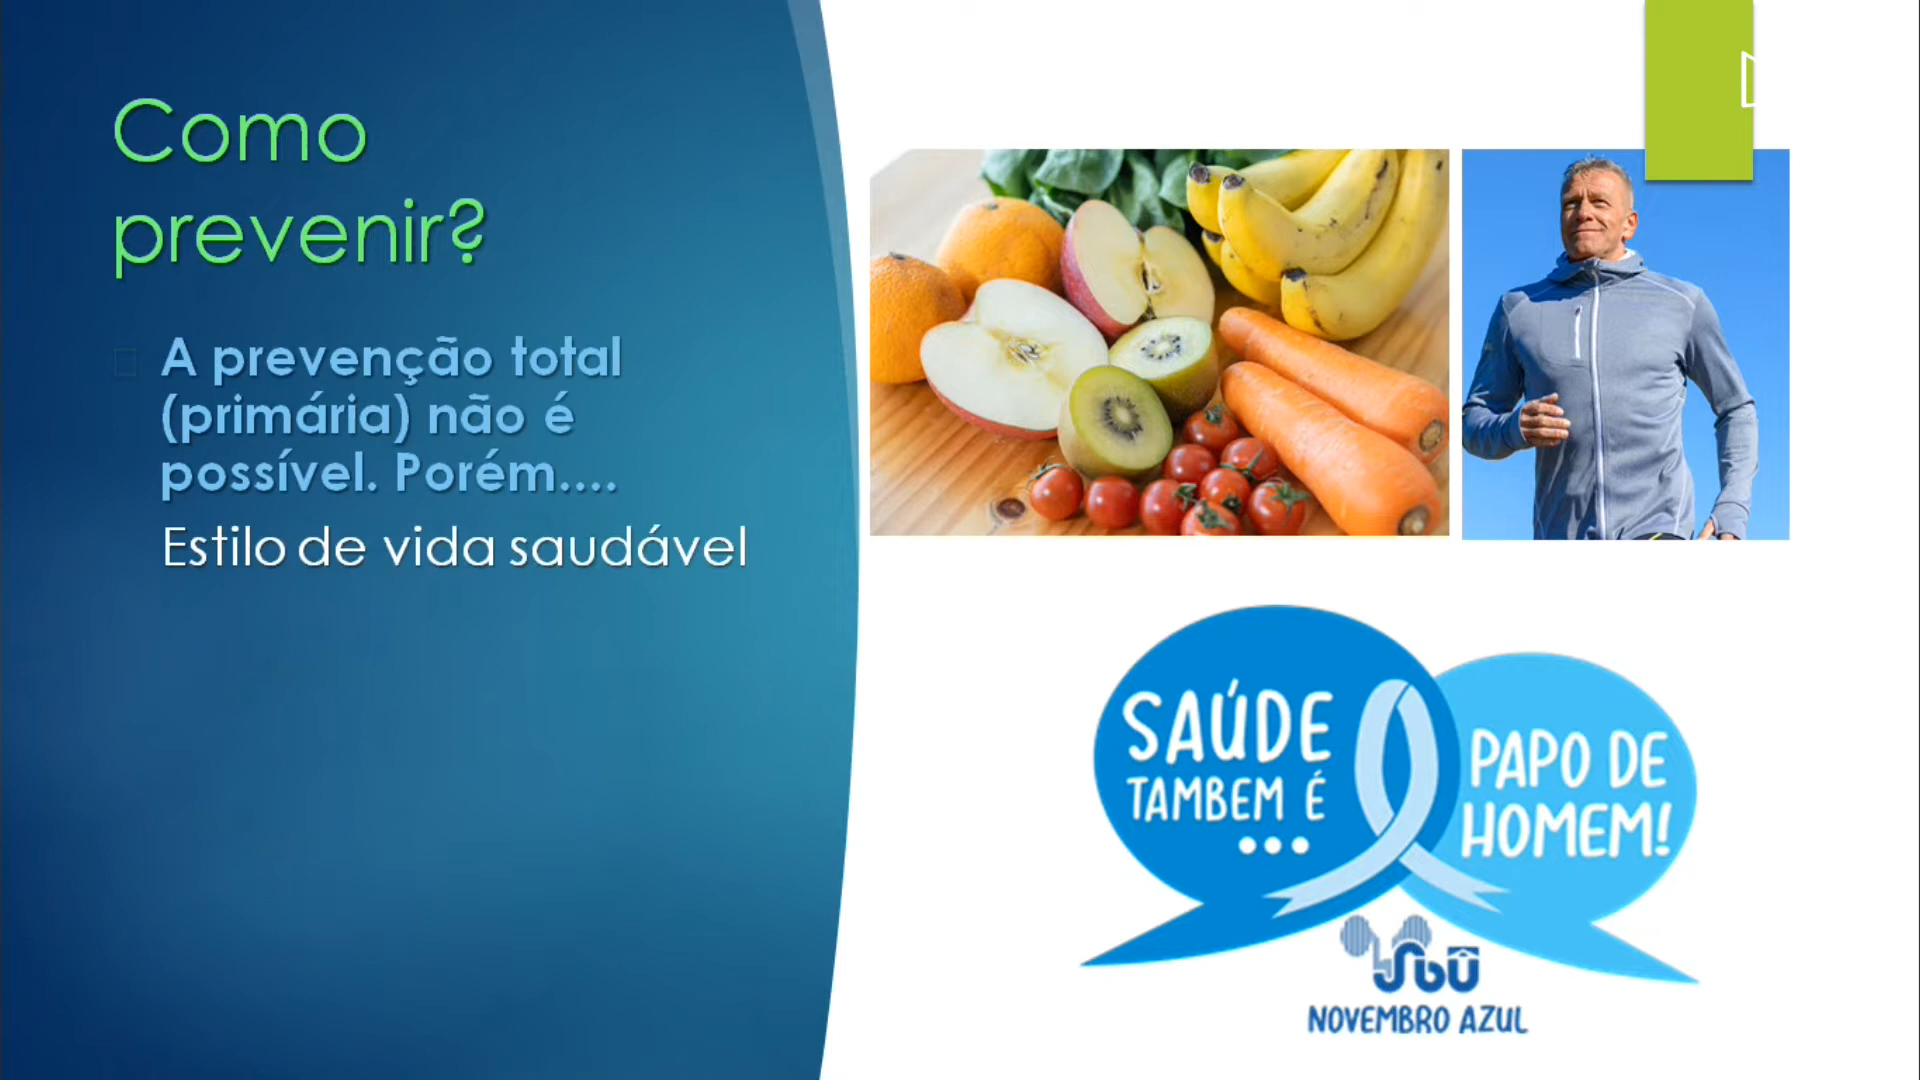 Como
prevenir?
A prevenção total
(primária) não é
possível. Porém....
Estilo de vida saudável
SAÚDE
TAMBEM É
...
PAPO DE
HOMEM!
SBU
NOVEMBRO AZUL